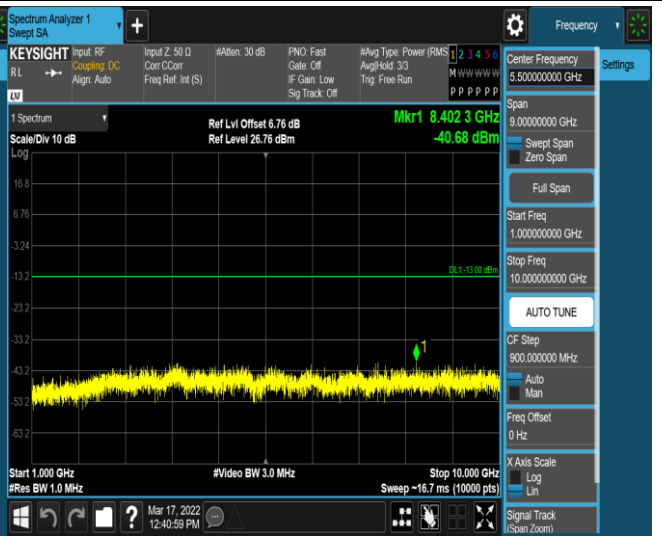 Spectrum Analyzer 1
Swept SA
Frequency
Settings
KEYSIGHT
RL
Input: RF
Coupling: DC
Align: Auto
Input Z: 50 Ω
Corr CCorr
Freq Ref: Int (S)
#Atten: 30 dB
PNO: Fast
Gate: Off
IF Gain: Low
Sig Track: Off
#Avg Type: Power (RMS
Avg|Hold: 3/3
Trig: Free Run
1 2 3 4 5 6
M W W W W W
P P P P P P
LXI
1 Spectrum
Scale/Div 10 dB
Log
Ref Lvl Offset 6.76 dB
Ref Level 26.76 dBm
Mkr1 8.402 3 GHz
-40.68 dBm
16.8
6.76
-3.24
-13.2
-23.2
-33.2
-43.2
-53.2
-63.2
DL1 -13.00 dBm
1
Start 1.000 GHz
#Res BW 1.0 MHz
#Video BW 3.0 MHz
Stop 10.000 GHz
Sweep ~16.7 ms (10000 pts)
Center Frequency
5.500000000 GHz
Span
9.00000000 GHz
Swept Span
Zero Span
Full Span
Start Freq
1.000000000 GHz
Stop Freq
10.00000000 GHz
AUTO TUNE
CF Step
900.000000 MHz
Auto
Man
Freq Offset
0 Hz
X Axis Scale
Log
Lin
Signal Track
(Span Zoom)
?
Mar 17, 2022
12:40:59 PM